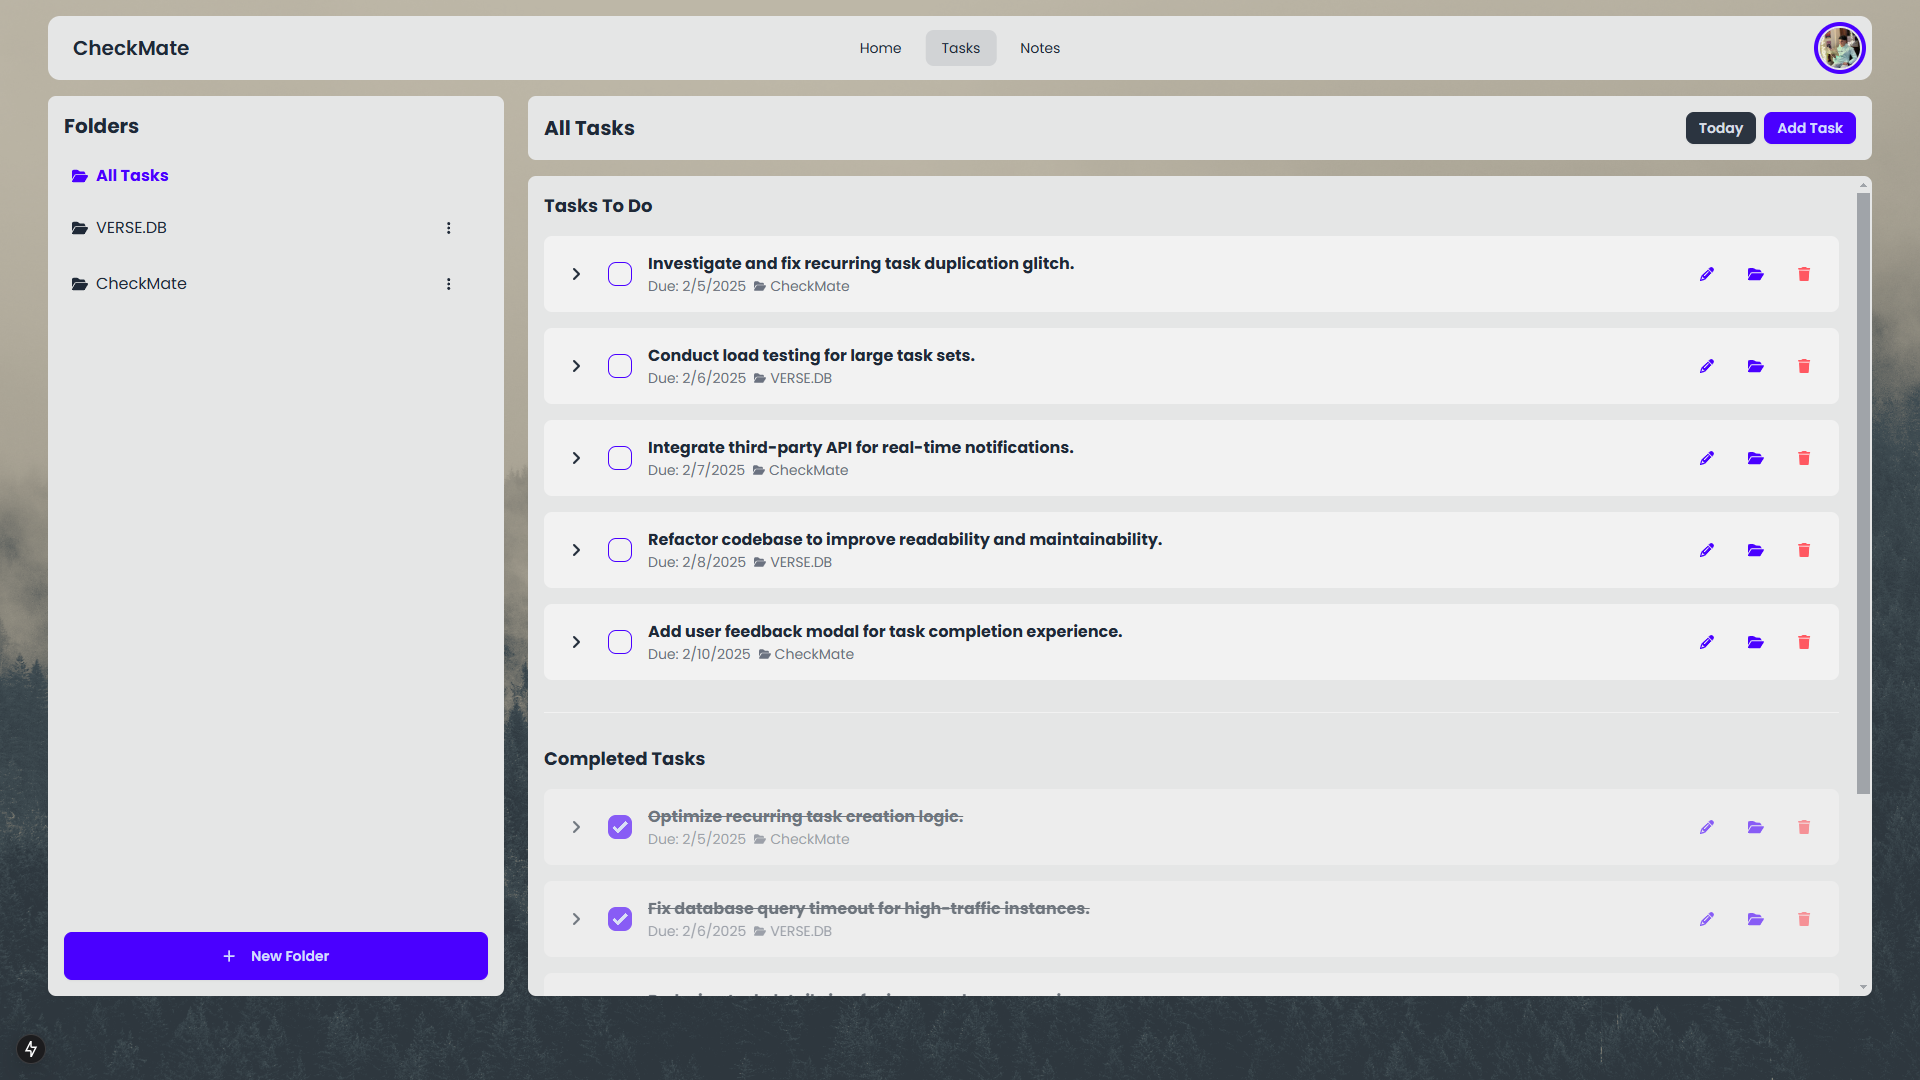 CheckMate
Home
Tasks
Notes
Folders
All Tasks
VERSE.DB
CheckMate
New Folder
All Tasks
Today
Add Task
Tasks To Do
Investigate and fix recurring task duplication glitch.
Due: 2/5/2025 CheckMate
Conduct load testing for large task sets.
Due: 2/6/2025 VERSE.DB
Integrate third-party API for real-time notifications.
Due: 2/7/2025 CheckMate
Refactor codebase to improve readability and maintainability.
Due: 2/8/2025 VERSE.DB
Add user feedback modal for task completion experience.
Due: 2/10/2025 CheckMate
Completed Tasks
Optimize recurring task creation logic.
Due: 2/5/2025 CheckMate
Fix database query timeout for high-traffic instances.
Due: 2/6/2025 VERSE.DB